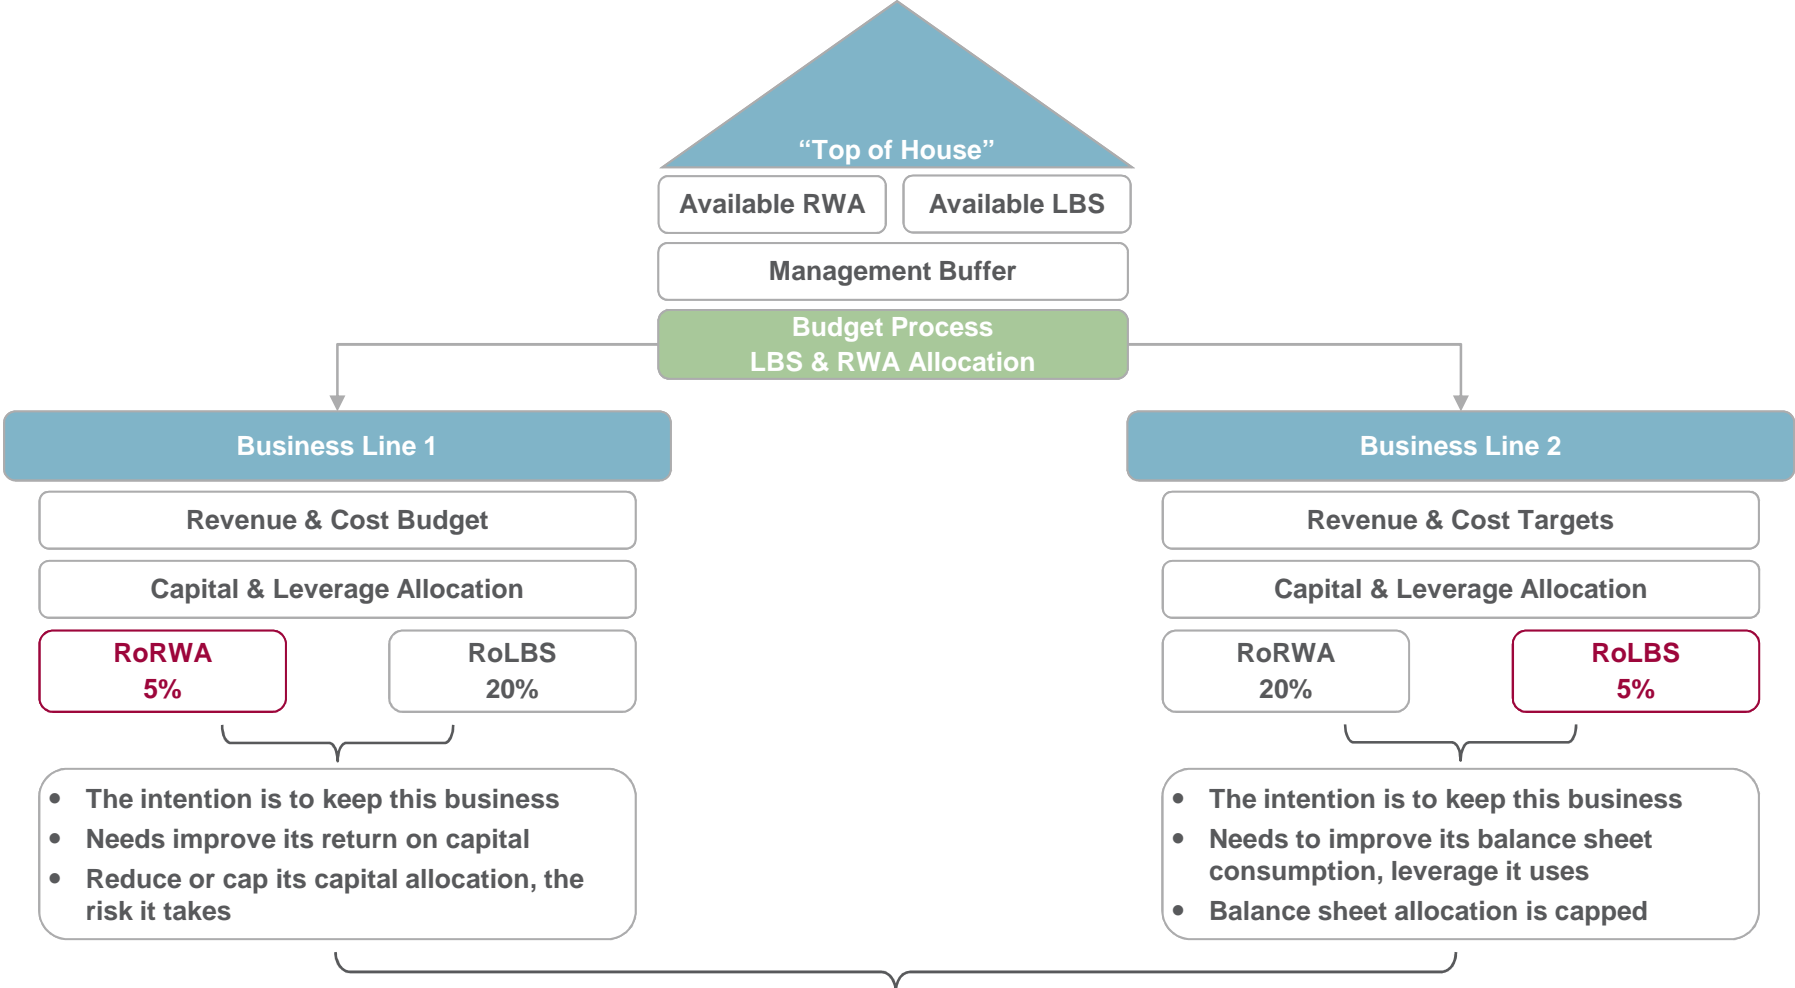 “Top of House”
Available RWA
Available LBS
Management Buffer
Budget Process
LBS & RWA Allocation
Business Line 1
Revenue & Cost Budget
Capital & Leverage Allocation
RoRWA
5%
RoLBS
20%
• The intention is to keep this business
• Needs improve its return on capital
• Reduce or cap its capital allocation, the
risk it takes
Business Line 2
Revenue & Cost Targets
Capital & Leverage Allocation
RoRWA
20%
RoLBS
5%
• The intention is to keep this business
• Needs to improve its balance sheet
consumption, leverage it uses
• Balance sheet allocation is capped